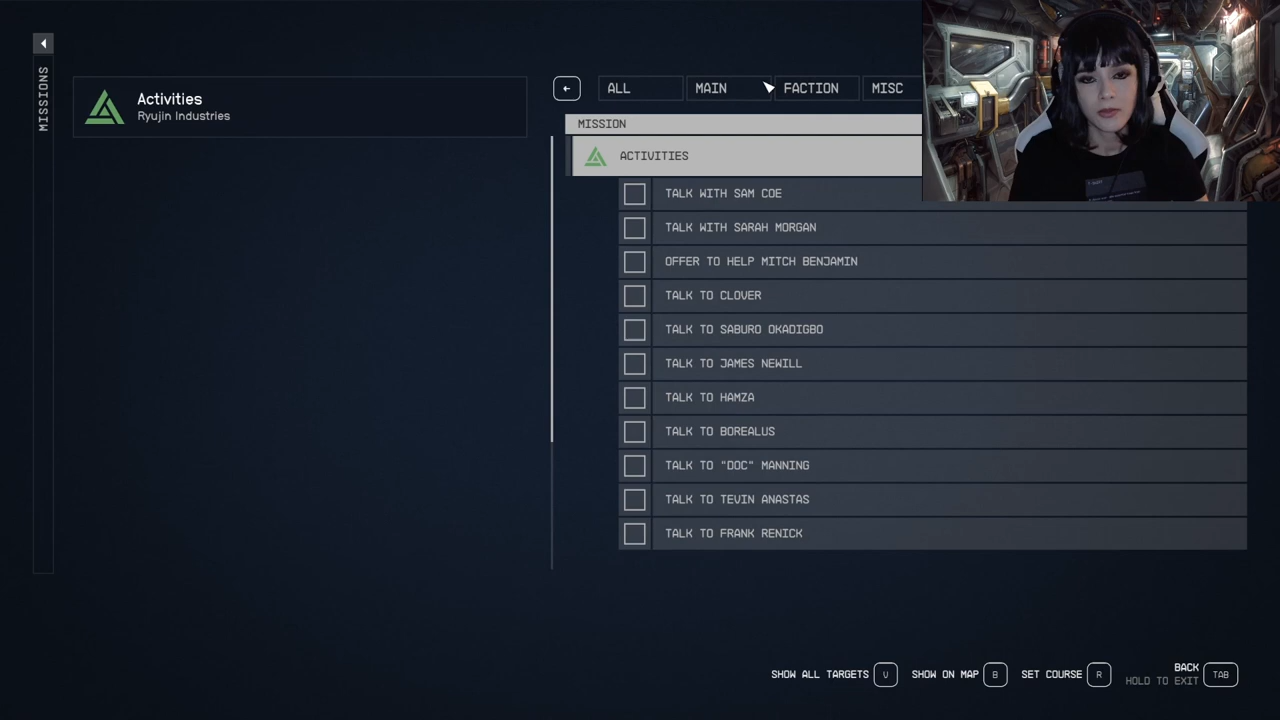 MISSIONS
Activities
Ryujin Industries
ALL
MAIN
FACTION
MISC
MISSION
ACTIVITIES
TALK WITH SAM COE
TALK WITH SARAH MORGAN
OFFER TO HELP MITCH BENJAMIN
TALK TO CLOVER
TALK TO SABURO OKADIGBO
TALK TO JAMES NEWILL
TALK TO HAMZA
TALK TO BOREALUS
TALK TO "DOC" MANNING
TALK TO TEVIN ANASTAS
TALK TO FRANK RENICK
SHOW ALL TARGETS V
SHOW ON MAP B
SET COURSE R
BACK
HOLD TO EXIT
TAB